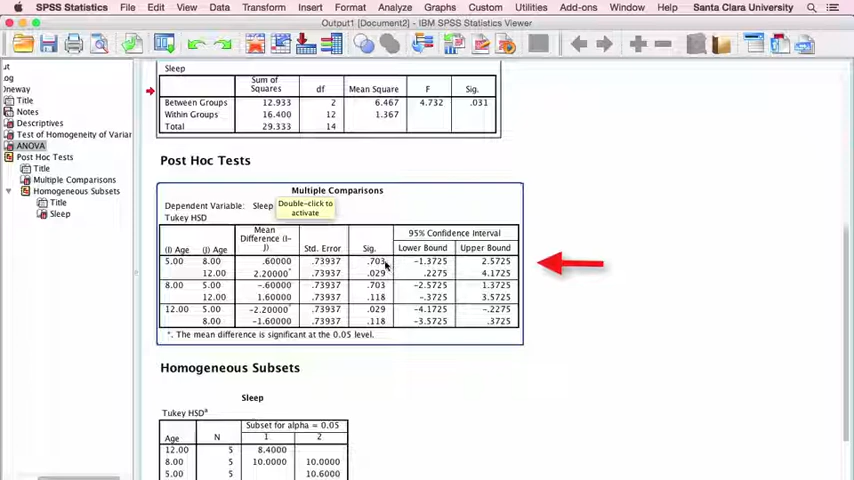 SPSS Statistics File Edit View Data Transform Insert Format Analyze Graphs Custom Utilities Add-ons Window Help Santa Clara University
Output1 [Document2] - IBM SPSS Statistics Viewer
Title
Notes
Descriptives
Test of Homogeneity of Varian
ANOVA
Post Hoc Tests
Title
Multiple Comparisons
Homogeneous Subsets
Title
Sleep
Sleep
Sum of Squares df Mean Square F Sig.
Between Groups 12.933 2 6.467 4.732 .031
Within Groups 16.400 12 1.367
Total 29.333 14
Post Hoc Tests
Multiple Comparisons
Dependent Variable: Sleep
Double-click to
activate
Tukey HSD
(I) Age (J) Age Mean Difference (I-J) Std. Error Sig. 95% Confidence Interval
Lower Bound Upper Bound
5.00 8.00 .60000 .73937 .703 -1.3725 2.5725
12.00 2.20000* .73937 .029 .2275 4.1725
8.00 5.00 -.60000 .73937 .703 -2.5725 1.3725
12.00 1.60000 .73937 .118 -.3725 3.5725
12.00 5.00 -2.20000* .73937 .029 -4.1725 -.2275
8.00 -1.60000 .73937 .118 -3.5725 .3725
*. The mean difference is significant at the 0.05 level.
Homogeneous Subsets
Sleep
Tukey HSDa
Age N Subset for alpha = 0.05
1 2
12.00 5 8.4000
8.00 5 10.0000 10.0000
5.00 5 10.6000